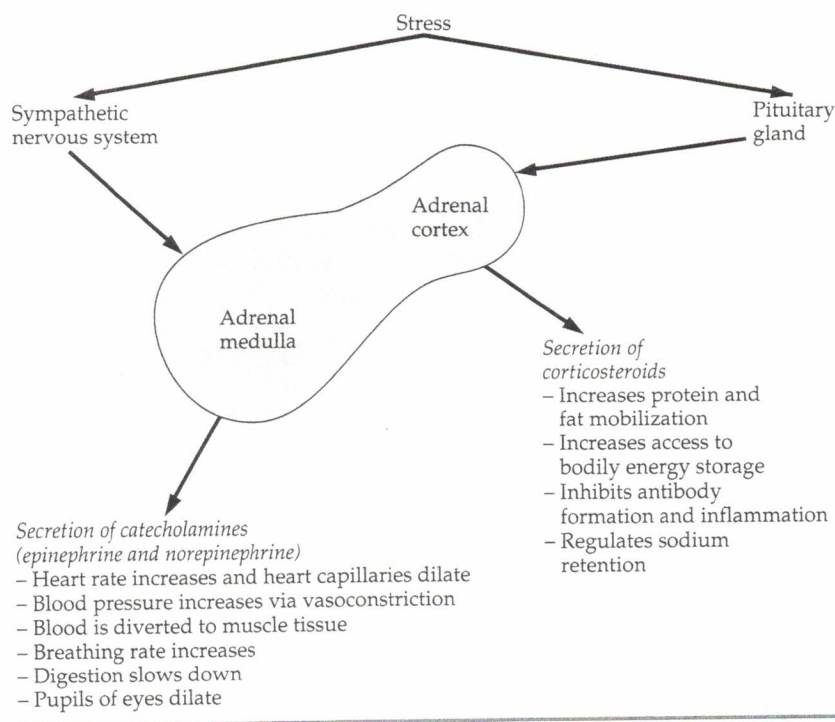 Stress
Sympathetic
nervous system
Pituitary
gland
Adrenal
cortex
Adrenal
medulla
Secretion of
corticosteroids
– Increases protein and
fat mobilization
– Increases access to
bodily energy storage
– Inhibits antibody
formation and inflammation
– Regulates sodium
retention
Secretion of catecholamines
(epinephrine and norepinephrine)
– Heart rate increases and heart capillaries dilate
– Blood pressure increases via vasoconstriction
– Blood is diverted to muscle tissue
– Breathing rate increases
– Digestion slows down
– Pupils of eyes dilate